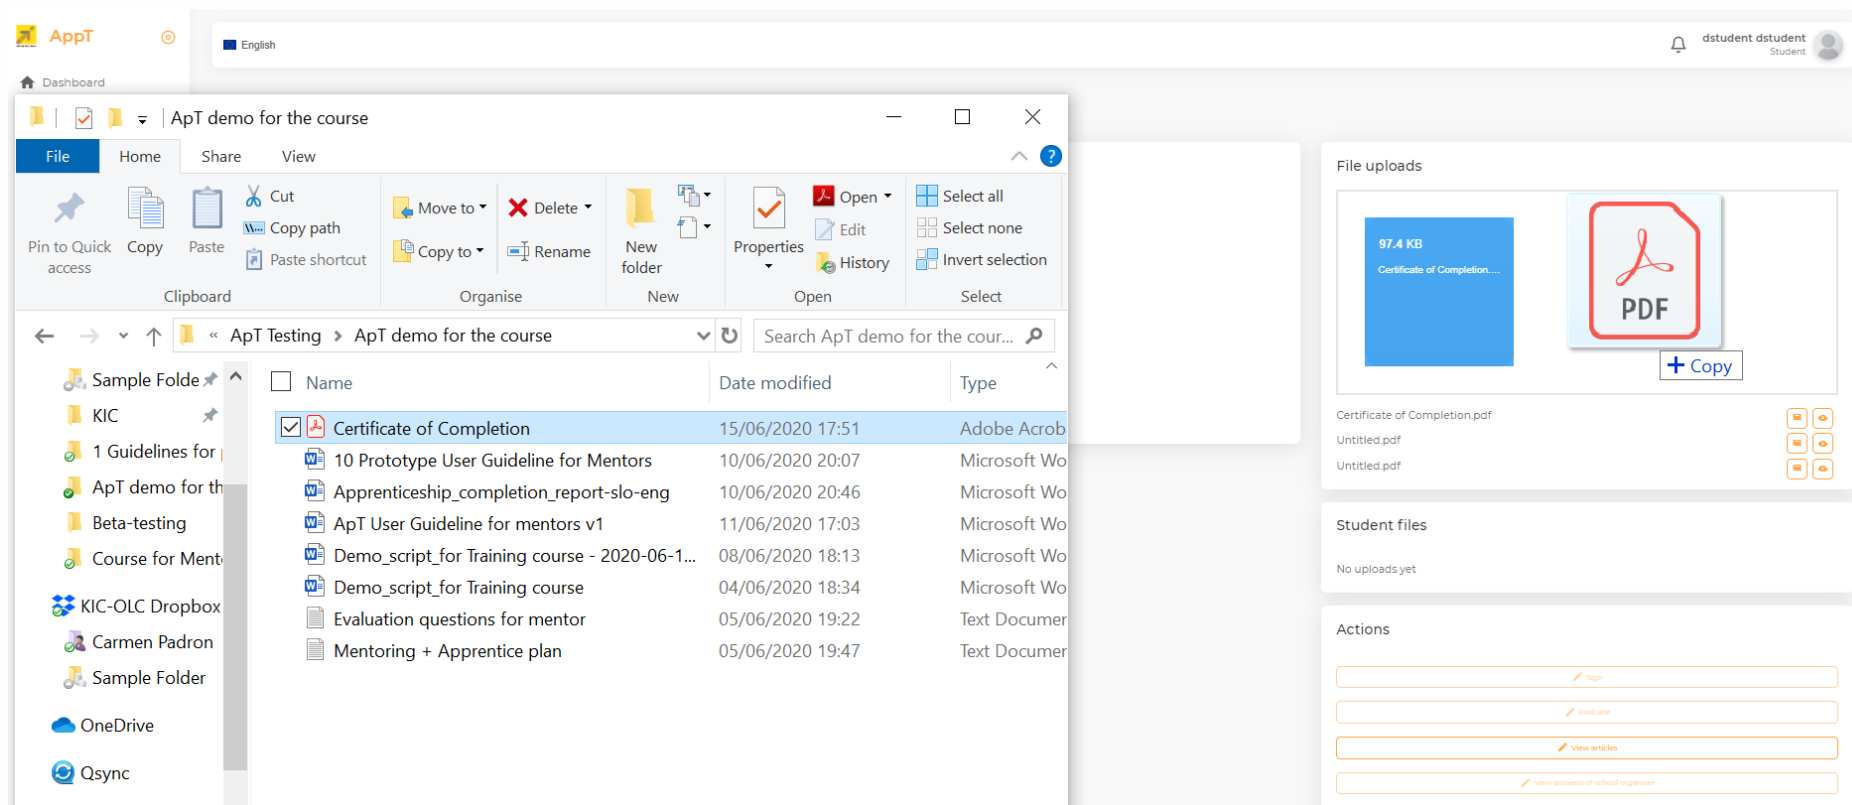 AppT
English
dstudent dstudent
Student
Dashboard
ApT demo for the course
File
Home
Share
View
Pin to Quick access
Copy
Paste
Cut
Copy path
Paste shortcut
Clipboard
Move to
Copy to
Delete
Rename
Organise
New folder
New
Properties
Open
Edit
History
Open
Select all
Select none
Invert selection
Select
« ApT Testing > ApT demo for the course
Search ApT demo for the cour...
Sample Folde
KIC
1 Guidelines for
ApT demo for th
Beta-testing
Course for Ment
KIC-OLC Dropbox
Carmen Padron
Sample Folder
OneDrive
Qsync
Name Date modified Type
Certificate of Completion 15/06/2020 17:51 Adobe Acrob
10 Prototype User Guideline for Mentors 10/06/2020 20:07 Microsoft Wo
Apprenticeship_completion_report-slo-eng 10/06/2020 20:46 Microsoft Wo
ApT User Guideline for mentors v1 11/06/2020 17:03 Microsoft Wo
Demo_script_for Training course - 2020-06-1... 08/06/2020 18:13 Microsoft Wo
Demo_script_for Training course 04/06/2020 18:34 Microsoft Wo
Evaluation questions for mentor 05/06/2020 19:22 Text Documer
Mentoring + Apprentice plan 05/06/2020 19:47 Text Documer
File uploads
97.4 KB
Certificate of Completion....
PDF
+ Copy
Certificate of Completion.pdf
Untitled.pdf
Untitled.pdf
Student files
No uploads yet
Actions
Sign
Evaluate
View articles
View answers of school organizer